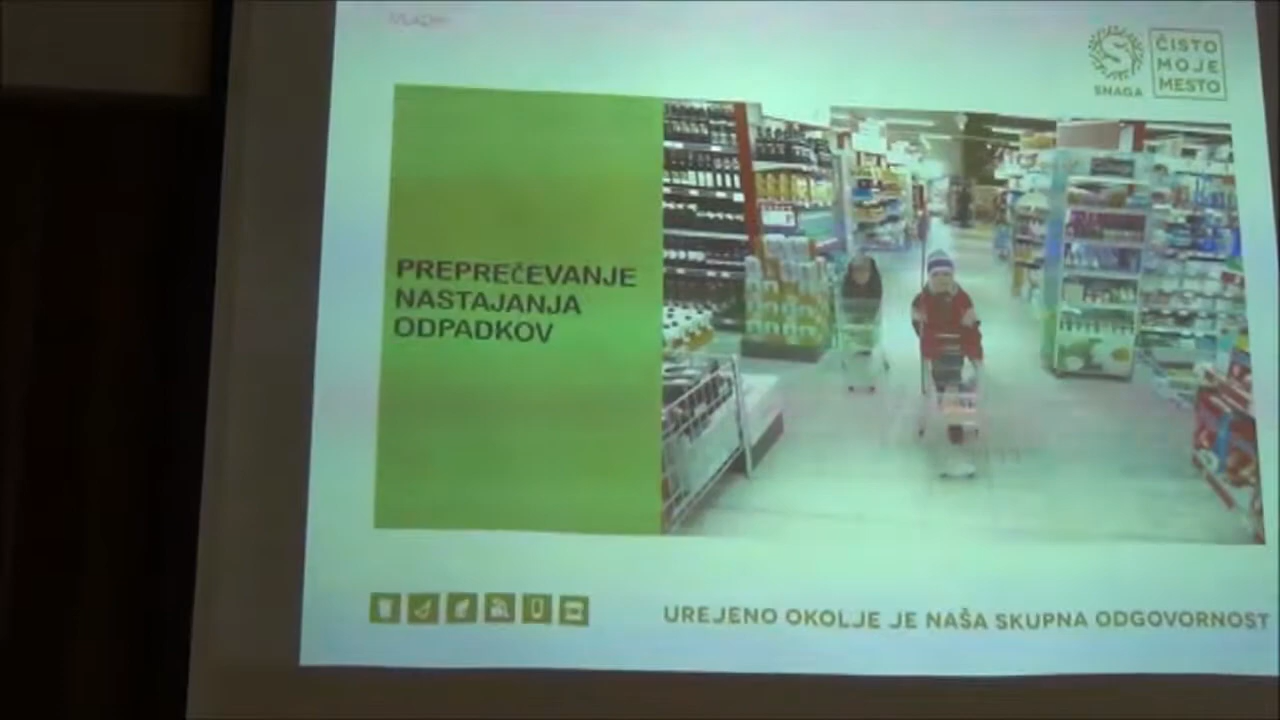 SNAGA
ČISTO
MOJE
MESTO
PREPREČEVANJE
NASTAJANJA
ODPADKOV
UREJENO OKOLJE JE NAŠA SKUPNA ODGOVORNOST